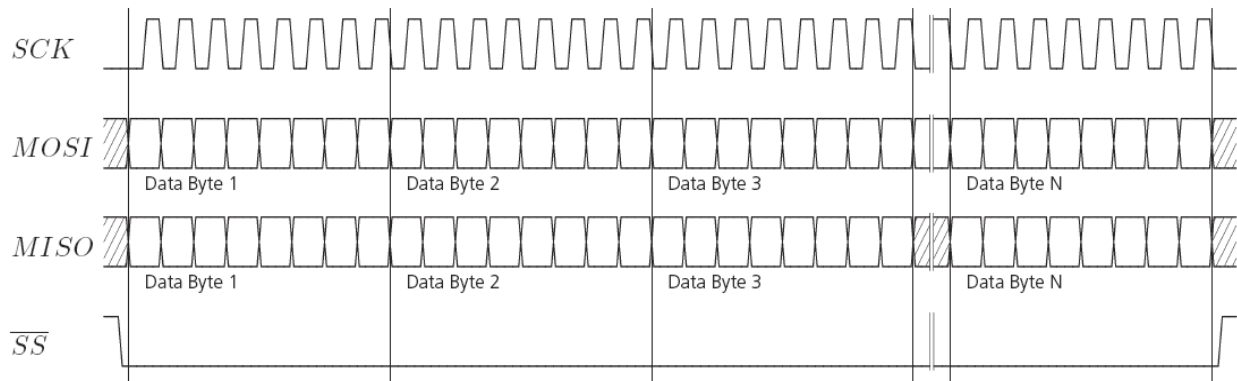 SCK
MOSI
Data Byte 1 Data Byte 2 Data Byte 3 Data Byte N
MISO
Data Byte 1 Data Byte 2 Data Byte 3 Data Byte N
S̅S̅